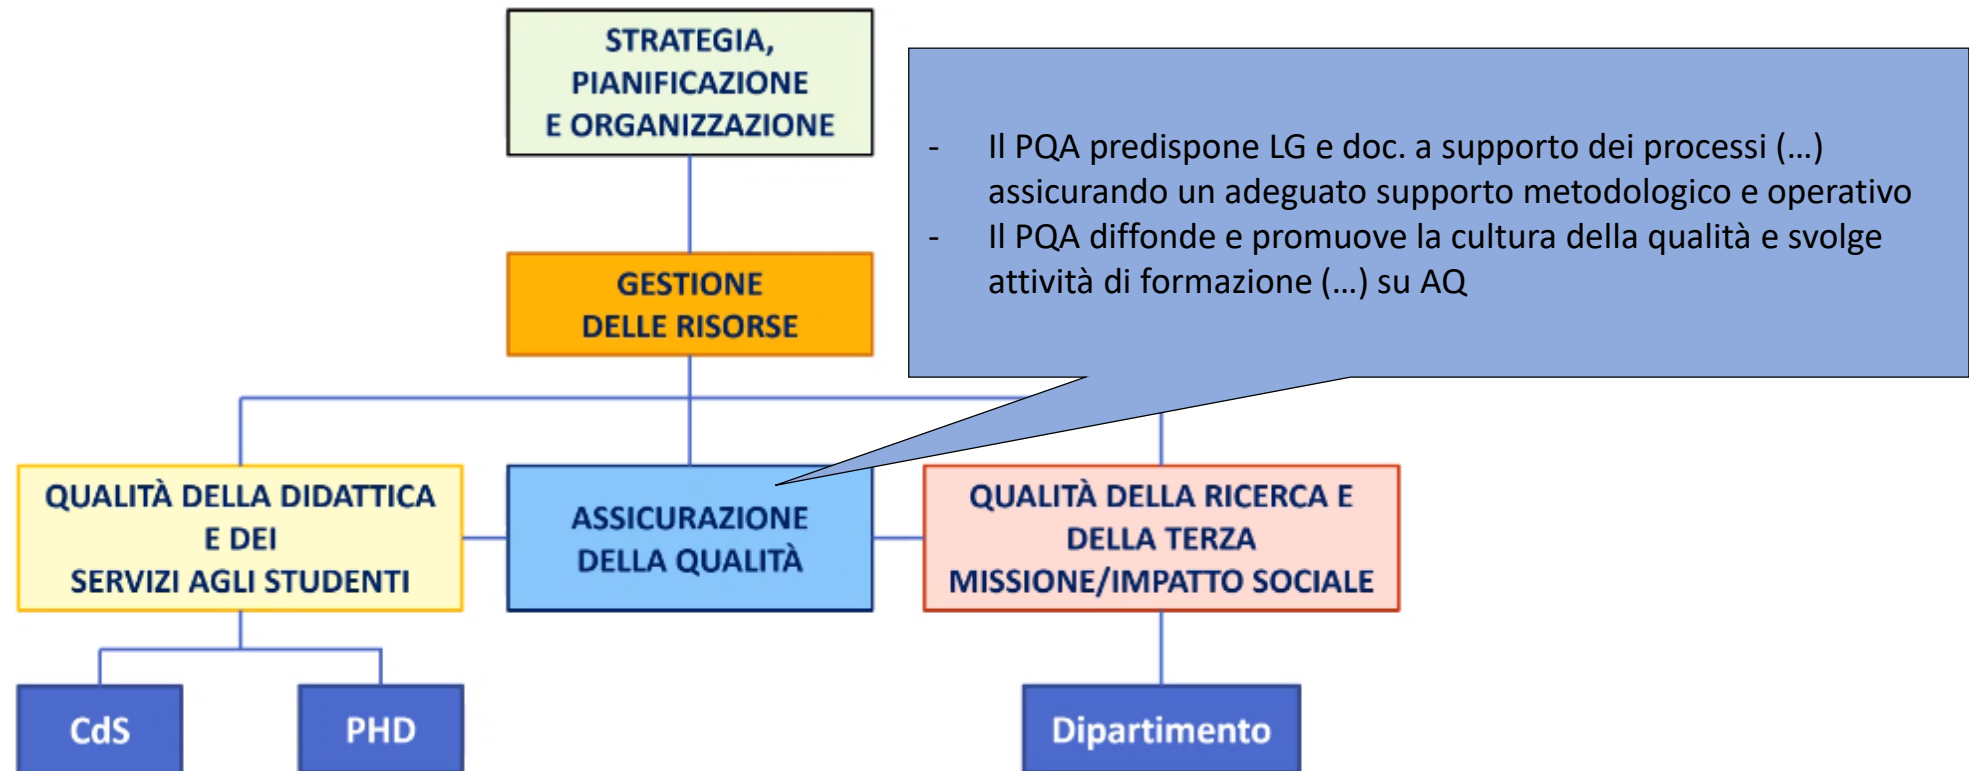 STRATEGIA,
PIANIFICAZIONE
E ORGANIZZAZIONE
- Il PQA predispone LG e doc. a supporto dei processi (…)
assicurando un adeguato supporto metodologico e operativo
- Il PQA diffonde e promuove la cultura della qualità e svolge
attività di formazione (…) su AQ
GESTIONE
DELLE RISORSE
QUALITÀ DELLA DIDATTICA
E DEI
SERVIZI AGLI STUDENTI
ASSICURAZIONE
DELLA QUALITÀ
QUALITÀ DELLA RICERCA E
DELLA TERZA
MISSIONE/IMPATTO SOCIALE
CdS
PHD
Dipartimento